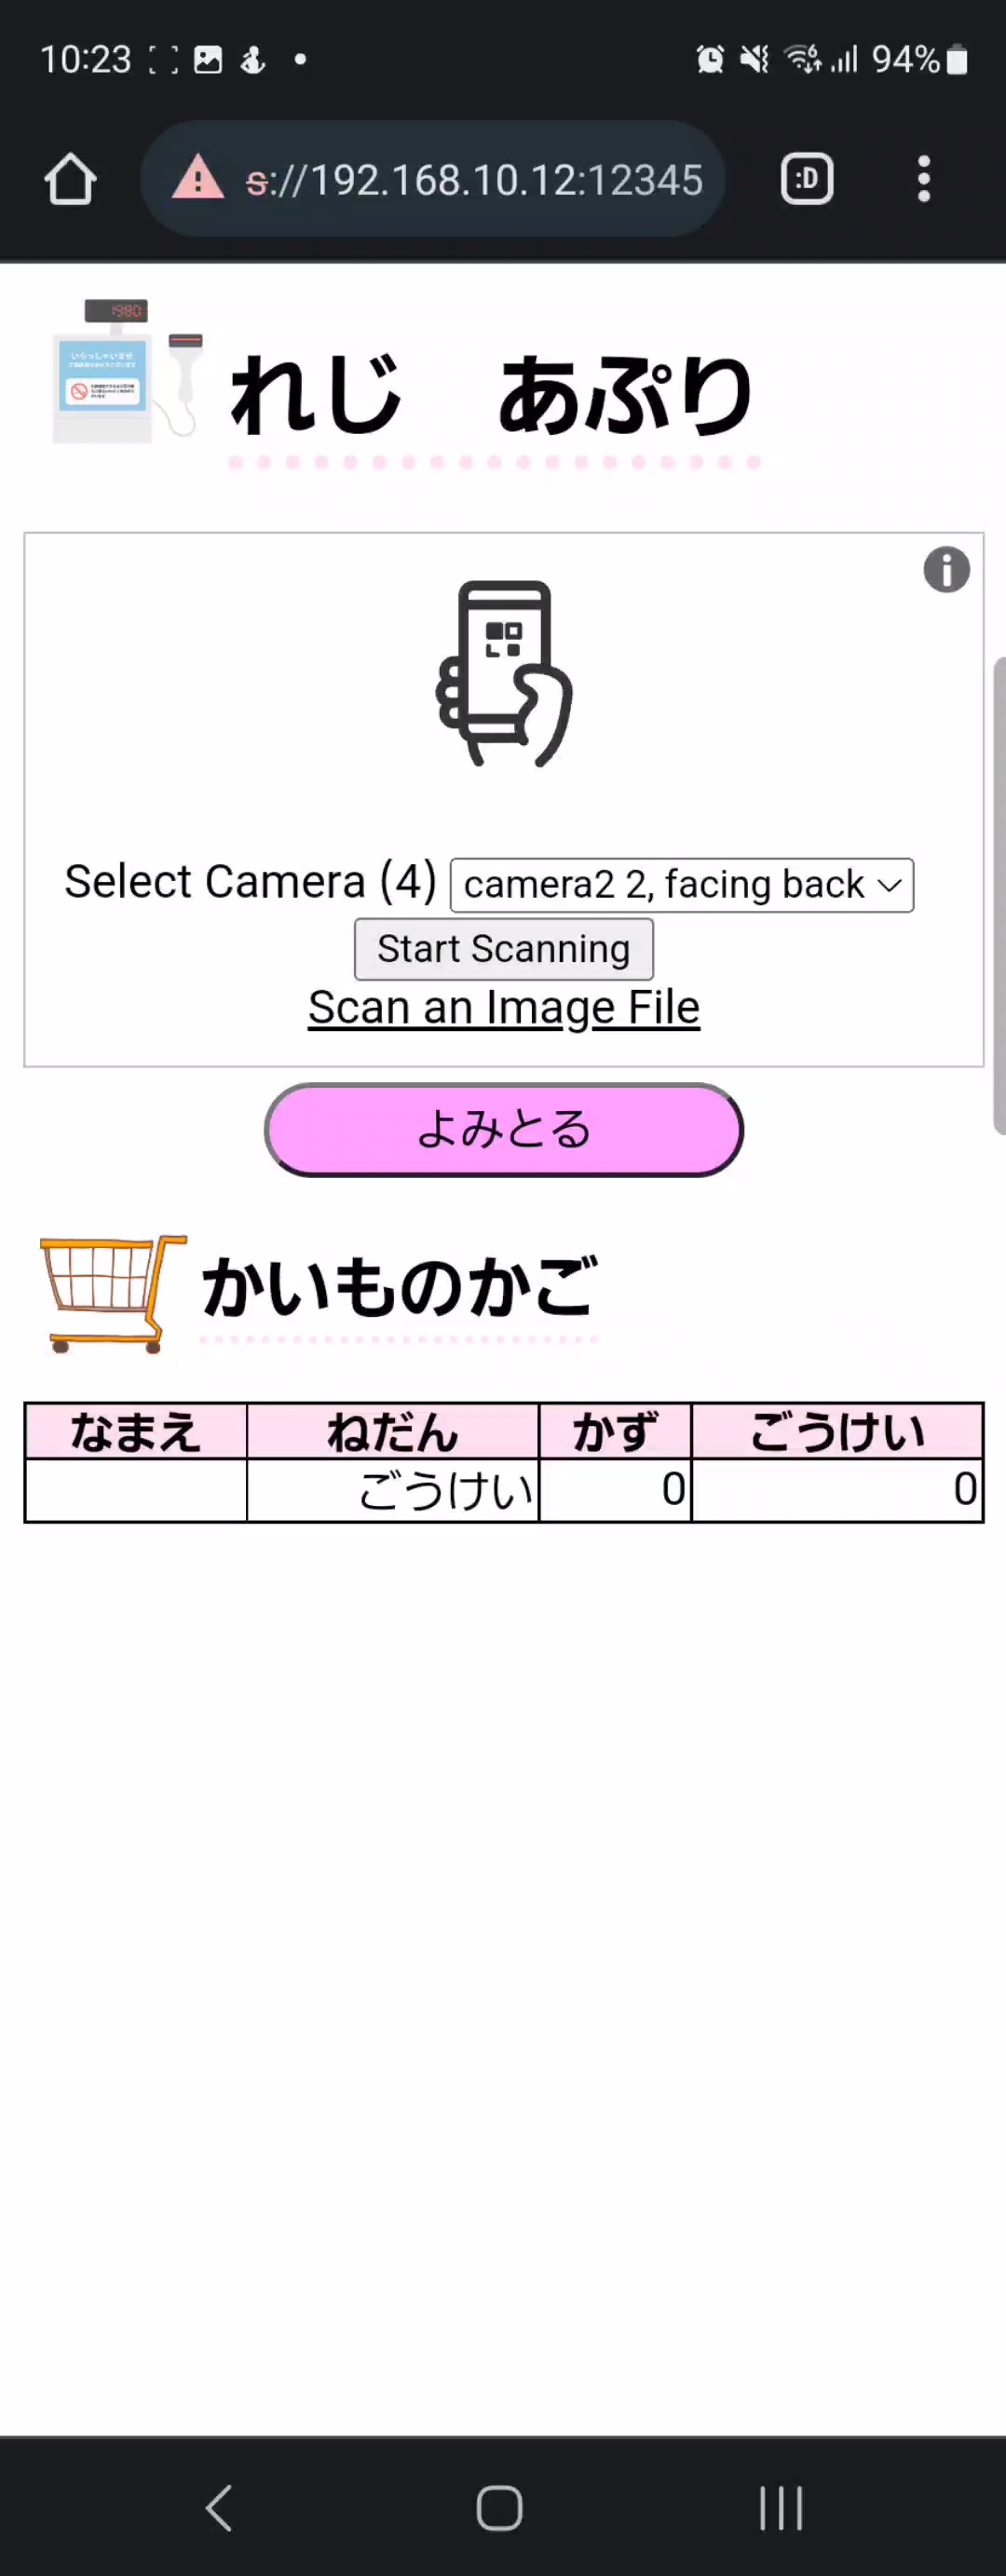 10:23
94%
s://192.168.10.12:12345
:D
1980
いらっしゃいませ
れじ　あぷり
Select Camera (4)
camera2 2, facing back
Start Scanning
Scan an Image File
よみとる
かいものかご
なまえ ねだん かず ごうけい
ごうけい 0 0